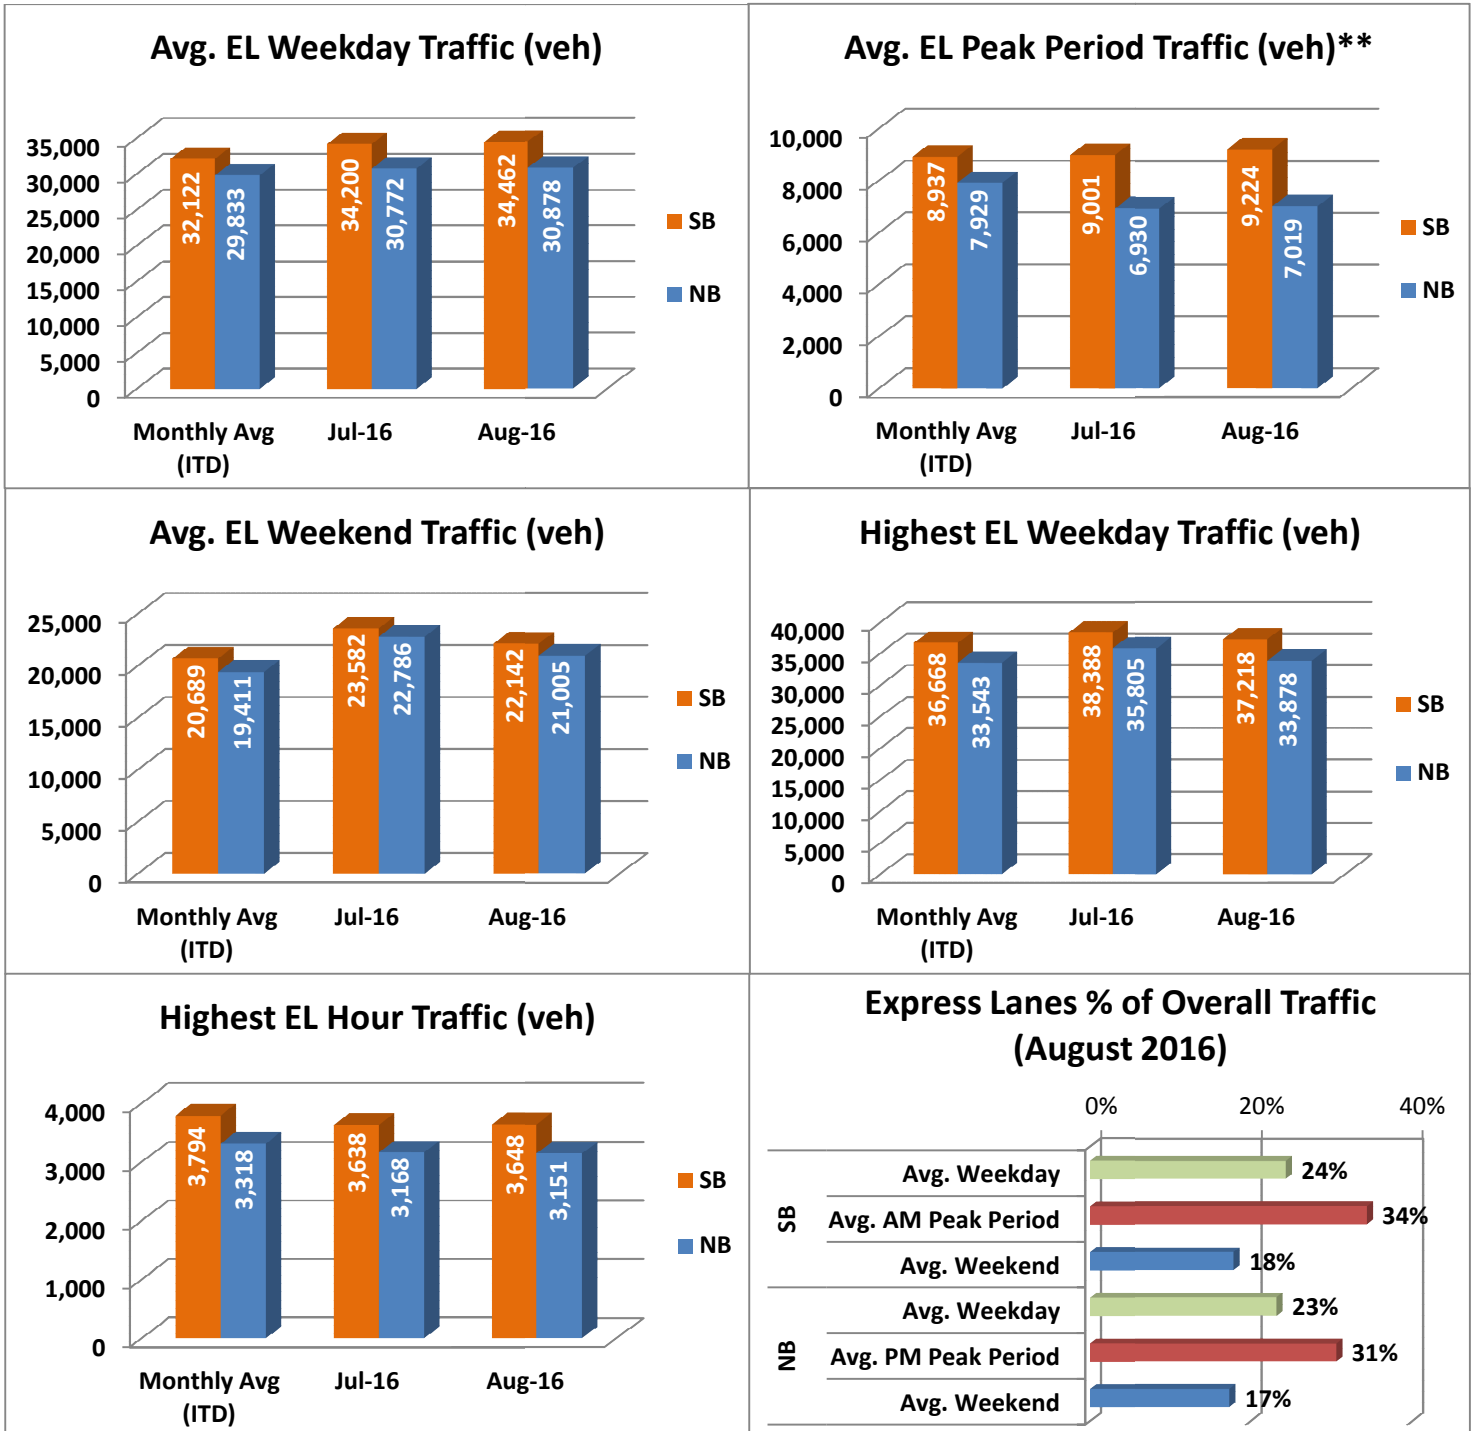 Avg. EL Weekday Traffic (veh)
35,000
30,000
25,000
20,000
15,000
10,000
5,000
0
32,122
29,833
34,200
30,772
34,462
30,878
SB
NB
Monthly Avg
(ITD)
Jul-16
Aug-16
Avg. EL Peak Period Traffic (veh)**
10,000
8,000
6,000
4,000
2,000
0
8,937
7,929
9,001
6,930
9,224
7,019
SB
NB
Monthly Avg
(ITD)
Jul-16
Aug-16
Avg. EL Weekend Traffic (veh)
25,000
20,000
15,000
10,000
5,000
0
20,689
19,411
23,582
22,786
22,142
21,005
SB
NB
Monthly Avg
(ITD)
Jul-16
Aug-16
Highest EL Weekday Traffic (veh)
40,000
35,000
30,000
25,000
20,000
15,000
10,000
5,000
0
36,668
33,543
38,388
35,805
37,218
33,878
SB
NB
Monthly Avg
(ITD)
Jul-16
Aug-16
Highest EL Hour Traffic (veh)
4,000
3,000
2,000
1,000
0
3,794
3,318
3,638
3,168
3,648
3,151
SB
NB
Monthly Avg
(ITD)
Jul-16
Aug-16
Express Lanes % of Overall Traffic
(August 2016)
0% 20% 40%
SB
Avg. Weekday 24%
Avg. AM Peak Period 34%
Avg. Weekend 18%
NB
Avg. Weekday 23%
Avg. PM Peak Period 31%
Avg. Weekend 17%